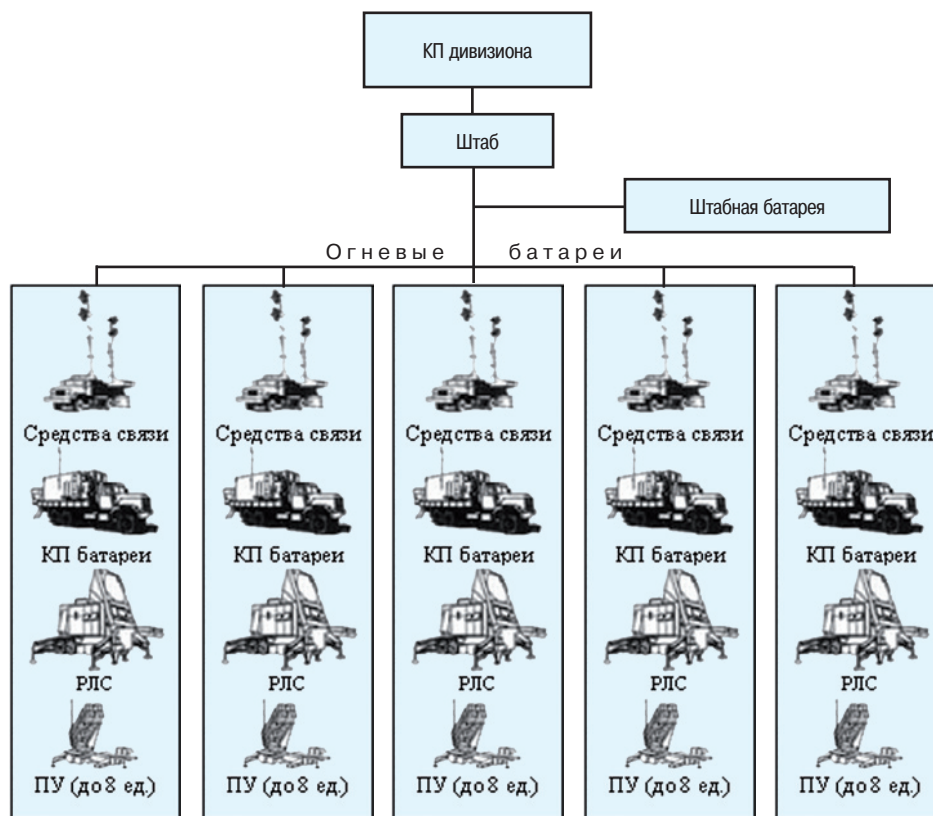 КП дивизиона
Штаб
Штабная батарея
Огневые батареи
Средства связи
КП батареи
РЛС
ПУ (до 8 ед.)
Средства связи
КП батареи
РЛС
ПУ (до 8 ед.)
Средства связи
КП батареи
РЛС
ПУ (до 8 ед.)
Средства связи
КП батареи
РЛС
ПУ (до 8 ед.)
Средства связи
КП батареи
РЛС
ПУ (до 8 ед.)